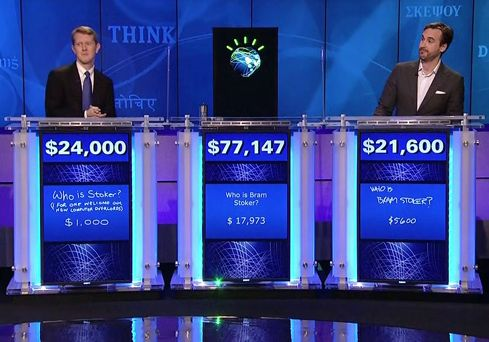 THINK
ΣΚΕΨΟΥ
सोचिए
D
$24,000
$77,147
$21,600
Who is Stoker?
(I FOR ONE WELCOME OUR
NEW COMPUTER OVERLORDS)
$1,000
Who is Bram
Stoker?
$ 17,973
WHO IS
BRAM STOKER?
$5600